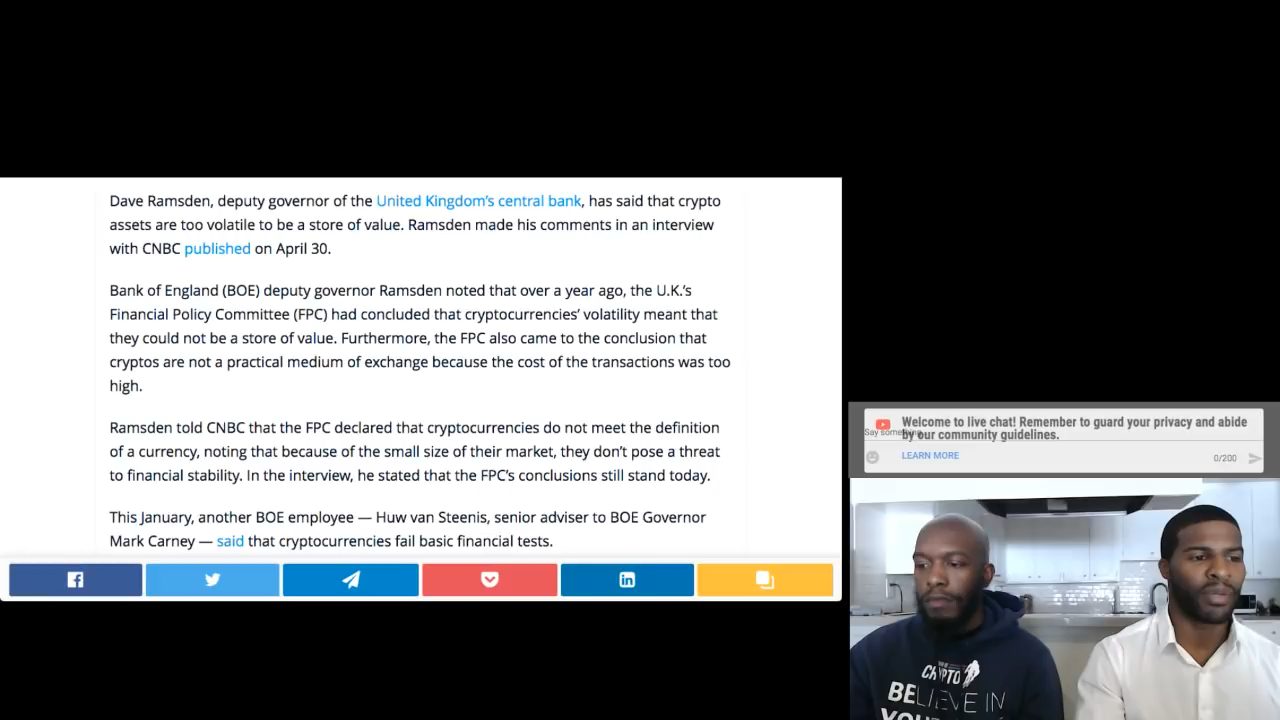 Dave Ramsden, deputy governor of the United Kingdom's central bank, has said that crypto
assets are too volatile to be a store of value. Ramsden made his comments in an interview
with CNBC published on April 30.
Bank of England (BOE) deputy governor Ramsden noted that over a year ago, the U.K.'s
Financial Policy Committee (FPC) had concluded that cryptocurrencies' volatility meant that
they could not be a store of value. Furthermore, the FPC also came to the conclusion that
cryptos are not a practical medium of exchange because the cost of the transactions was too
high.
Ramsden told CNBC that the FPC declared that cryptocurrencies do not meet the definition
of a currency, noting that because of the small size of their market, they don't pose a threat
to financial stability. In the interview, he stated that the FPC's conclusions still stand today.
This January, another BOE employee — Huw van Steenis, senior adviser to BOE Governor
Mark Carney — said that cryptocurrencies fail basic financial tests.
Welcome to live chat! Remember to guard your privacy and abide
by our community guidelines.
Say something...
LEARN MORE
0/200
CRYPTO
BELIEVE IN